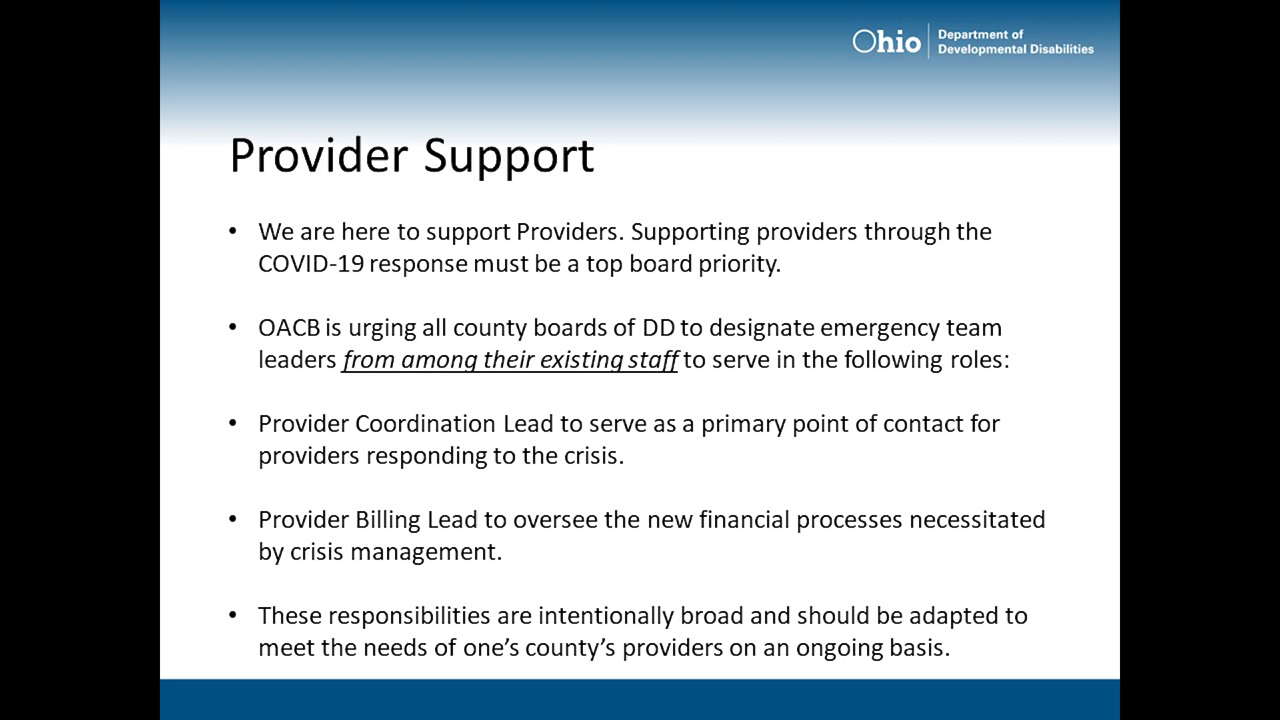 Ohio
Department of
Developmental Disabilities
Provider Support
• We are here to support Providers. Supporting providers through the
COVID-19 response must be a top board priority.
• OACB is urging all county boards of DD to designate emergency team
leaders from among their existing staff to serve in the following roles:
• Provider Coordination Lead to serve as a primary point of contact for
providers responding to the crisis.
• Provider Billing Lead to oversee the new financial processes necessitated
by crisis management.
• These responsibilities are intentionally broad and should be adapted to
meet the needs of one’s county’s providers on an ongoing basis.